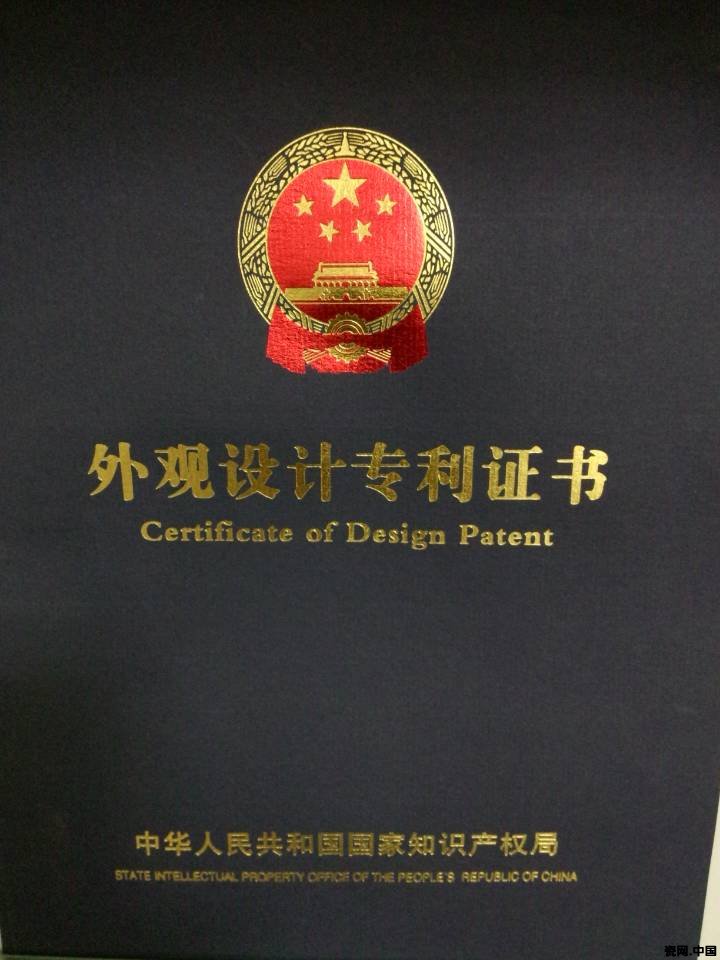 外观设计专利证书
Certificate of Design Patent
中华人民共和国国家知识产权局
STATE INTELLECTUAL PROPERTY OFFICE OF THE PEOPLE'S REPUBLIC OF CHINA
瓷网.中国